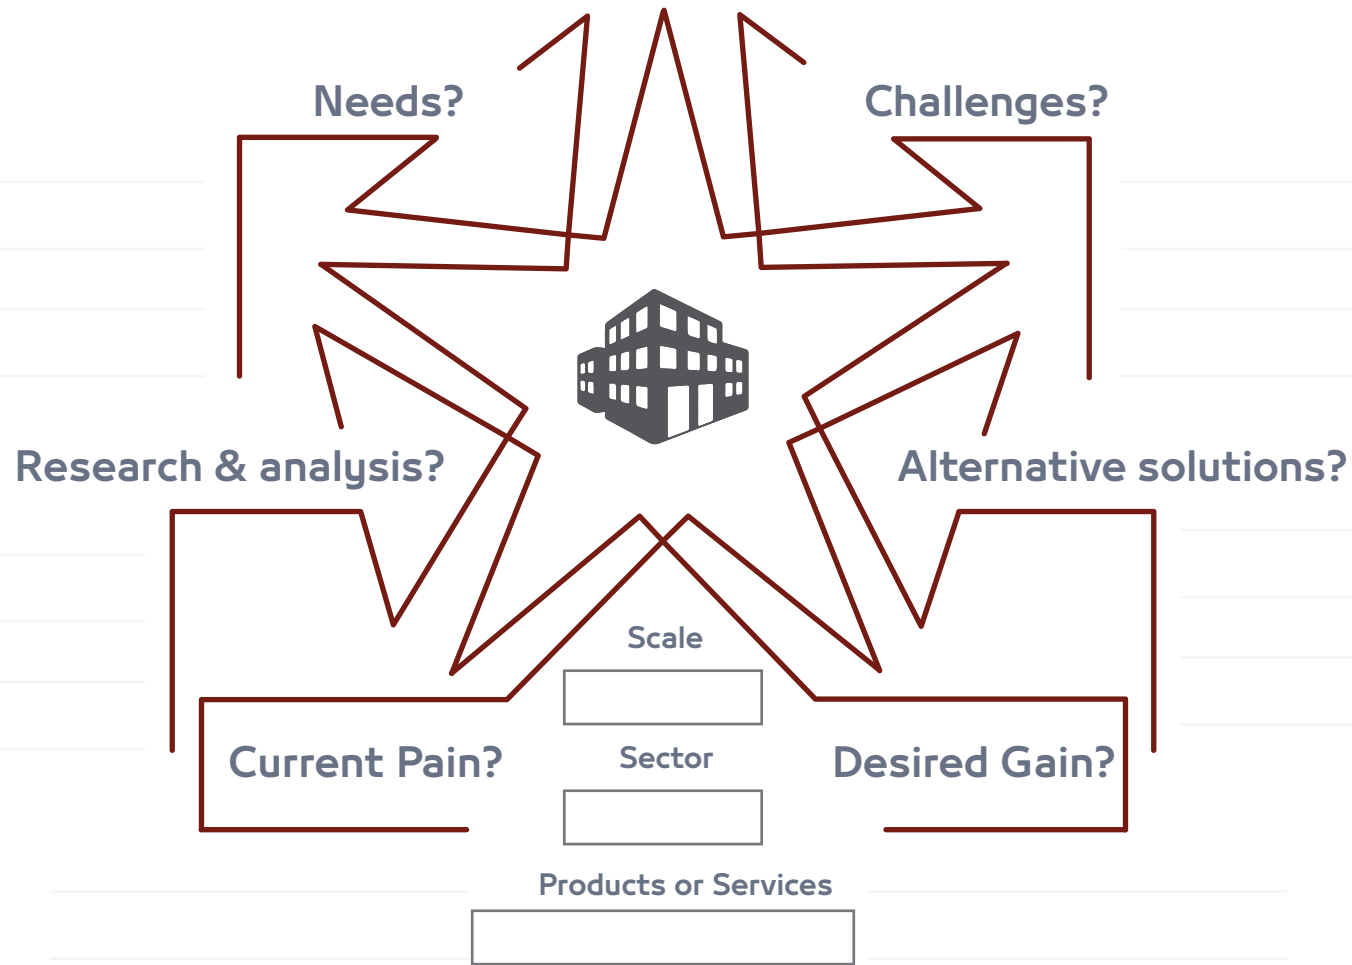 Needs?
Challenges?
Research & analysis?
Alternative solutions?
Scale
Current Pain?
Sector
Desired Gain?
Products or Services